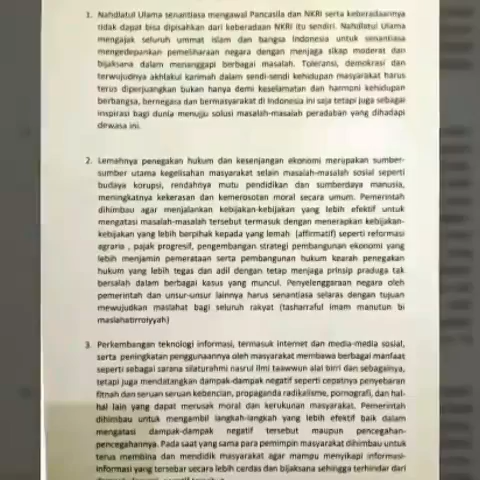 1. Nahdlatul Ulama senantiasa mengawal Pancasila dan NKRI serta keberadaannya
tidak dapat bisa dipisahkan dari keberadaan NKRI itu sendiri. Nahdlatul Ulama
mengajak seluruh ummat islam dan bangsa Indonesia untuk senantiasa
mengedepankan pemeliharaan negara dengan menjaga sikap moderat dan
bijaksana dalam menanggapi berbagai masalah. Toleransi, demokrasi dan
terwujudnya akhlakul karimah dalam sendi-sendi kehidupan masyarakat harus
terus diperjuangkan bukan hanya demi keselamatan dan harmoni kehidupan
berbangsa, bernegara dan bermasyarakat di Indonesia ini saja tetapi juga sebagai
inspirasi bagi dunia menuju solusi masalah-masalah peradaban yang dihadapi
dewasa ini.
2. Lemahnya penegakan hukum dan kesenjangan ekonomi merupakan sumber-
sumber utama kegelisahan masyarakat selain masalah-masalah sosial seperti
budaya korupsi, rendahnya mutu pendidikan dan sumberdaya manusia,
meningkatnya kekerasan dan kemerosotan moral secara umum. Pemerintah
dihimbau agar menjalankan kebijakan-kebijakan yang lebih efektif untuk
mengatasi masalah-masalah tersebut termasuk dengan menerapkan kebijakan-
kebijakan yang lebih berpihak kepada yang lemah (affirmatif) seperti reformasi
agraria , pajak progresif, pengembangan strategi pembangunan ekonomi yang
lebih menjamin pemerataan serta pembangunan hukum kearah penegakan
hukum yang lebih tegas dan adil dengan tetap menjaga prinsip praduga tak
bersalah dalam berbagai kasus yang muncul. Penyelenggaraan negara oleh
pemerintah dan unsur-unsur lainnya harus senantiasa selaras dengan tujuan
mewujudkan maslahat bagi seluruh rakyat (tasharraful imam manutun bi
maslahatirroiyyah)
3. Perkembangan teknologi informasi, termasuk internet dan media-media sosial,
serta peningkatan penggunaannya oleh masyarakat membawa berbagai manfaat
seperti sebagai sarana silaturahmi nasrul ilmi taawwun alal birri dan sebagainya,
tetapi juga mendatangkan dampak-dampak negatif seperti cepatnya penyebaran
fitnah dan seruan seruan kebencian, propaganda radikalisme, pornografi, dan hal-
hal lain yang dapat merusak moral dan kerukunan masyarakat. Pemerintah
dihimbau untuk mengambil langkah-langkah yang lebih efektif baik dalam
mengatasi dampak-dampak negatif tersebut maupun pencegahan-
pencegahannya. Pada saat yang sama para pemimpin masyarakat dihimbau untuk
terus membina dan mendidik masyarakat agar mampu menyikapi informasi-
informasi yang tersebar secara lebih cerdas dan bijaksana sehingga terhindar dari